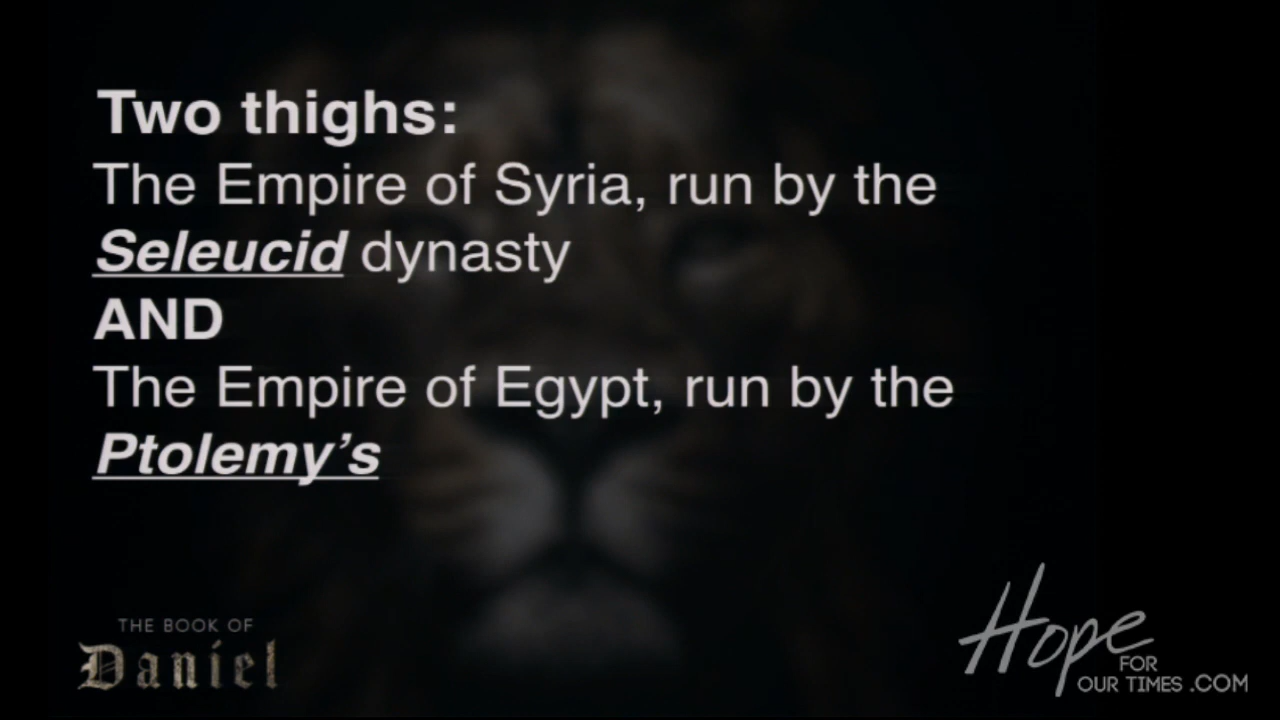 Two thighs:
The Empire of Syria, run by the
Seleucid dynasty
AND
The Empire of Egypt, run by the
Ptolemy’s
THE BOOK OF
Daniel
Hope
FOR
OUR TIMES .COM